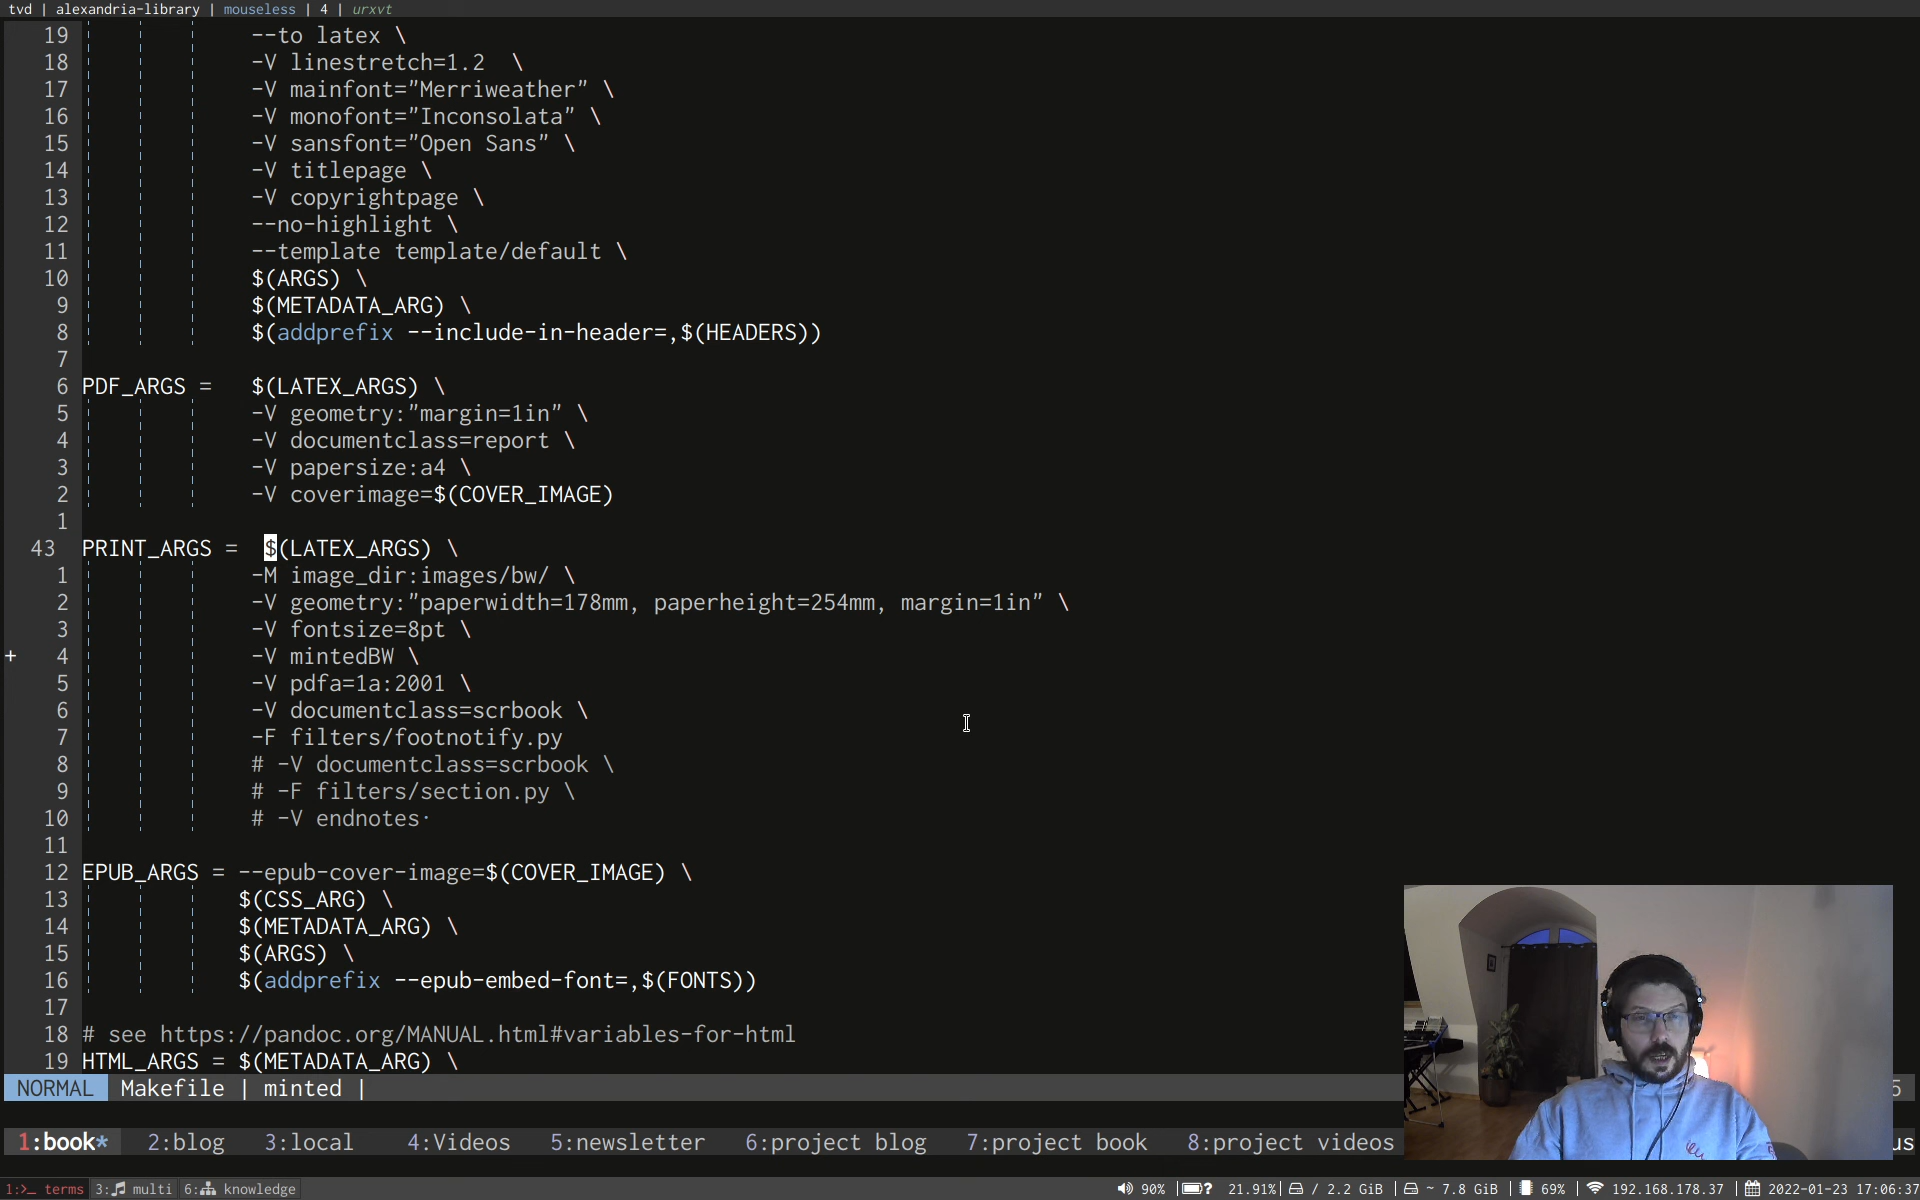 tvd | alexandria-library | mouseless | 4 | urxvt
19 --to latex \
18 -V linestretch=1.2  \
17 -V mainfont="Merriweather" \
16 -V monofont="Inconsolata" \
15 -V sansfont="Open Sans" \
14 -V titlepage \
13 -V copyrightpage \
12 --no-highlight \
11 --template template/default \
10 $(ARGS) \
9 $(METADATA_ARG) \
8 $(addprefix --include-in-header=,$(HEADERS))
7
6 PDF_ARGS =   $(LATEX_ARGS) \
5 -V geometry:"margin=1in" \
4 -V documentclass=report \
3 -V papersize:a4 \
2 -V coverimage=$(COVER_IMAGE)
1
43 PRINT_ARGS =  $(LATEX_ARGS) \
1 -M image_dir:images/bw/ \
2 -V geometry:"paperwidth=178mm, paperheight=254mm, margin=1in" \
3 -V fontsize=8pt \
+ 4 -V mintedBW \
5 -V pdfa=1a:2001 \
6 -V documentclass=scrbook \
7 -F filters/footnotify.py
8 # -V documentclass=scrbook \
9 # -F filters/section.py \
10 # -V endnotes·
11
12 EPUB_ARGS = --epub-cover-image=$(COVER_IMAGE) \
13 $(CSS_ARG) \
14 $(METADATA_ARG) \
15 $(ARGS) \
16 $(addprefix --epub-embed-font=,$(FONTS))
17
18 # see https://pandoc.org/MANUAL.html#variables-for-html
19 HTML_ARGS = $(METADATA_ARG) \
NORMAL Makefile | minted | 5
1:book* 2:blog 3:local 4:Videos 5:newsletter 6:project blog 7:project book 8:project videos us
1:>_ terms 3: multi 6: knowledge 90% ? 21.91% | / 2.2 GiB | ~ 7.8 GiB | 69% | 192.168.178.37 | 2022-01-23 17:06:37